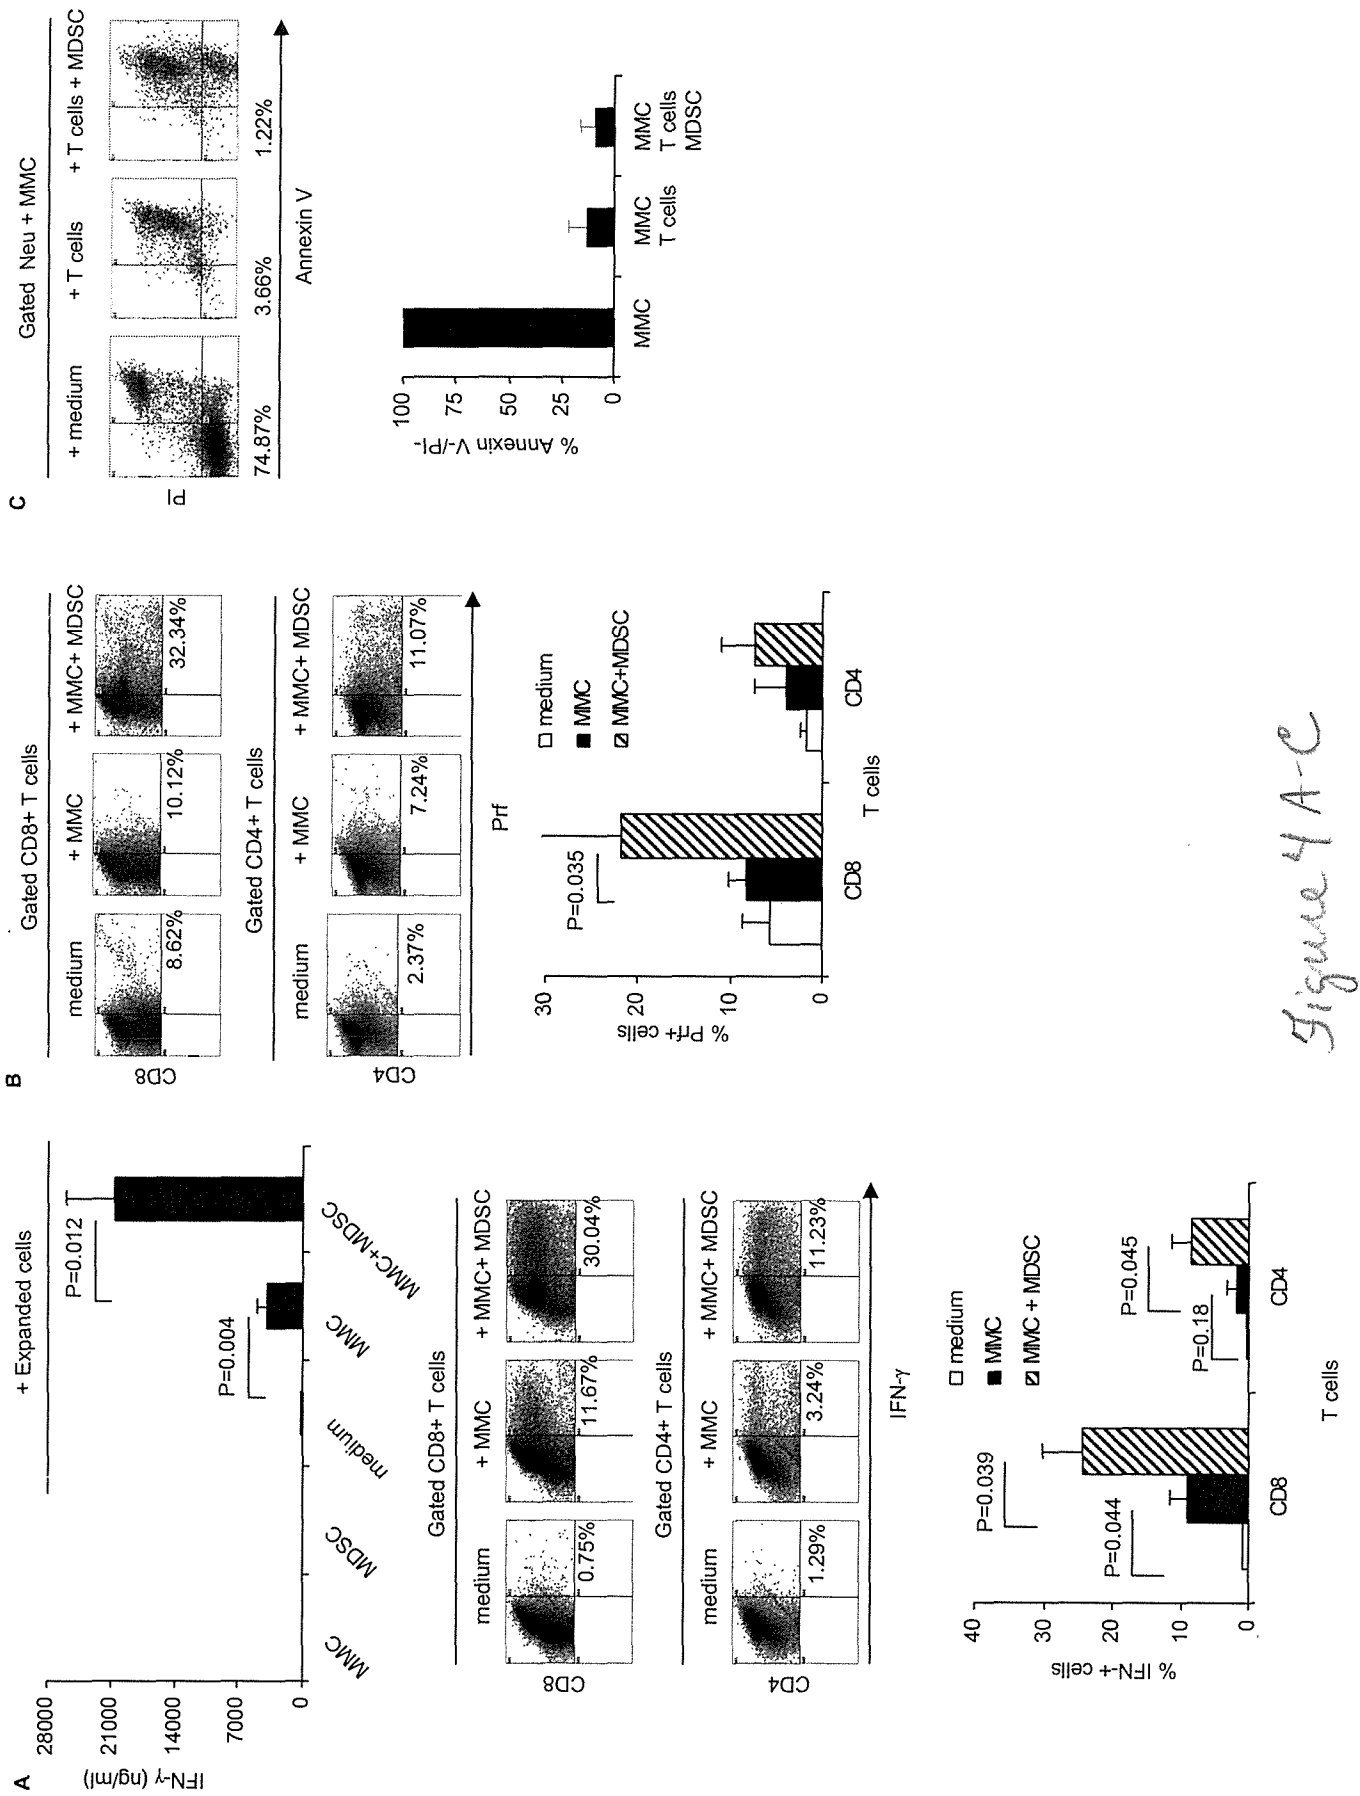 A
+ Expanded cells
IFN-γ (ng/ml)
28000
21000
14000
7000
0
P=0.004
P=0.012
MMC
MDSC
medium
MMC
MMC+MDSC
Gated CD8+ T cells
medium
+ MMC
+ MMC+ MDSC
CD8
0.75%
11.67%
30.04%
Gated CD4+ T cells
medium
+ MMC
+ MMC+ MDSC
CD4
1.29%
3.24%
11.23%
IFN-γ
% IFN-+ cells
40
30
20
10
0
P=0.044
P=0.039
P=0.18
P=0.045
medium
MMC
MMC + MDSC
CD8
CD4
T cells
B
Gated CD8+ T cells
medium
+ MMC
+ MMC+ MDSC
CD8
8.62%
10.12%
32.34%
Gated CD4+ T cells
medium
+ MMC
+ MMC+ MDSC
CD4
2.37%
7.24%
11.07%
Prf
% Prf+ cells
30
20
10
0
P=0.035
medium
MMC
MMC+MDSC
CD8
CD4
T cells
C
Gated Neu + MMC
+ medium
+ T cells
+ T cells + MDSC
PI
74.87%
3.66%
1.22%
Annexin V
% Annexin V-/PI-
100
75
50
25
0
MMC
MMC
T cells
MMC
T cells
MDSC
Figure 4 A-C